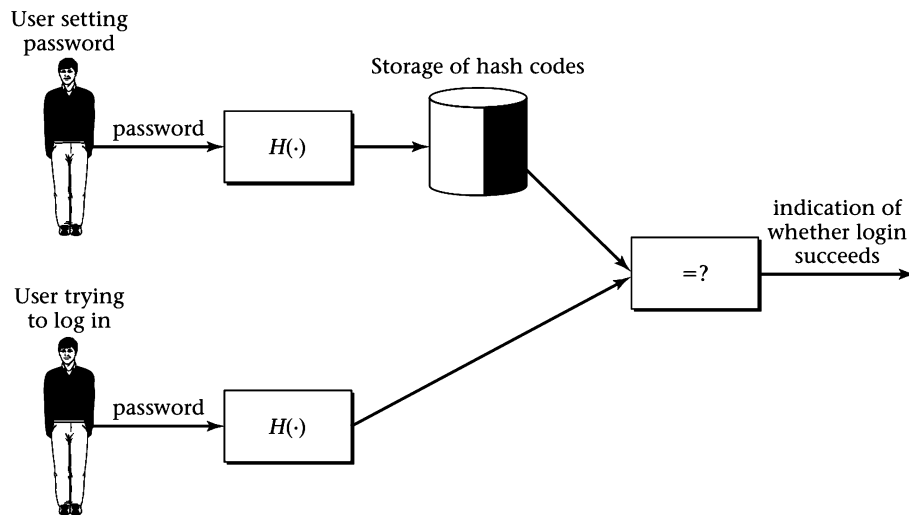 User setting
password
Storage of hash codes
password
H(·)
indication of
whether login
succeeds
=?
User trying
to log in
password
H(·)